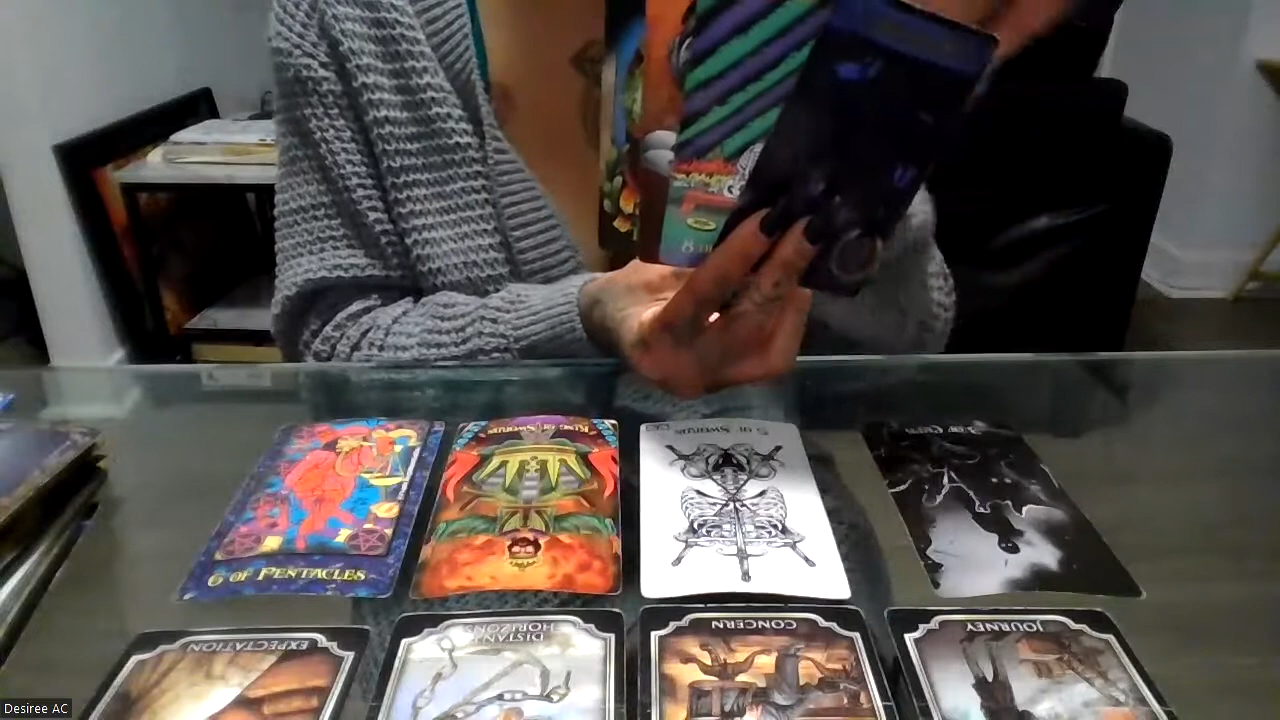 6 OF PENTACLES
KING OF SWORDS
5 OF SWORDS
EXPECTATION
DISTANT
HORIZONS
CONCERN
JOURNEY
Desiree AC